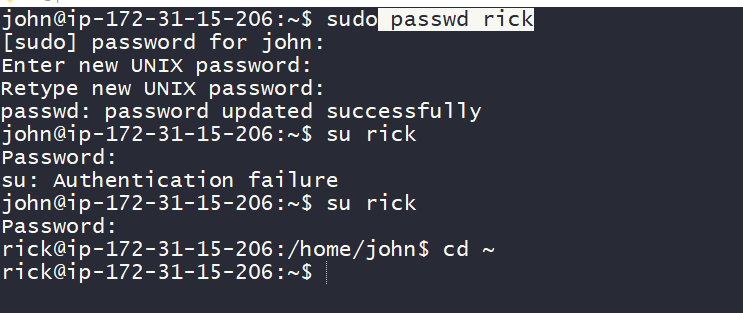 john@ip-172-31-15-206:~$ sudo passwd rick
[sudo] password for john:
Enter new UNIX password:
Retype new UNIX password:
passwd: password updated successfully
john@ip-172-31-15-206:~$ su rick
Password:
su: Authentication failure
john@ip-172-31-15-206:~$ su rick
Password:
rick@ip-172-31-15-206:/home/john$ cd ~
rick@ip-172-31-15-206:~$